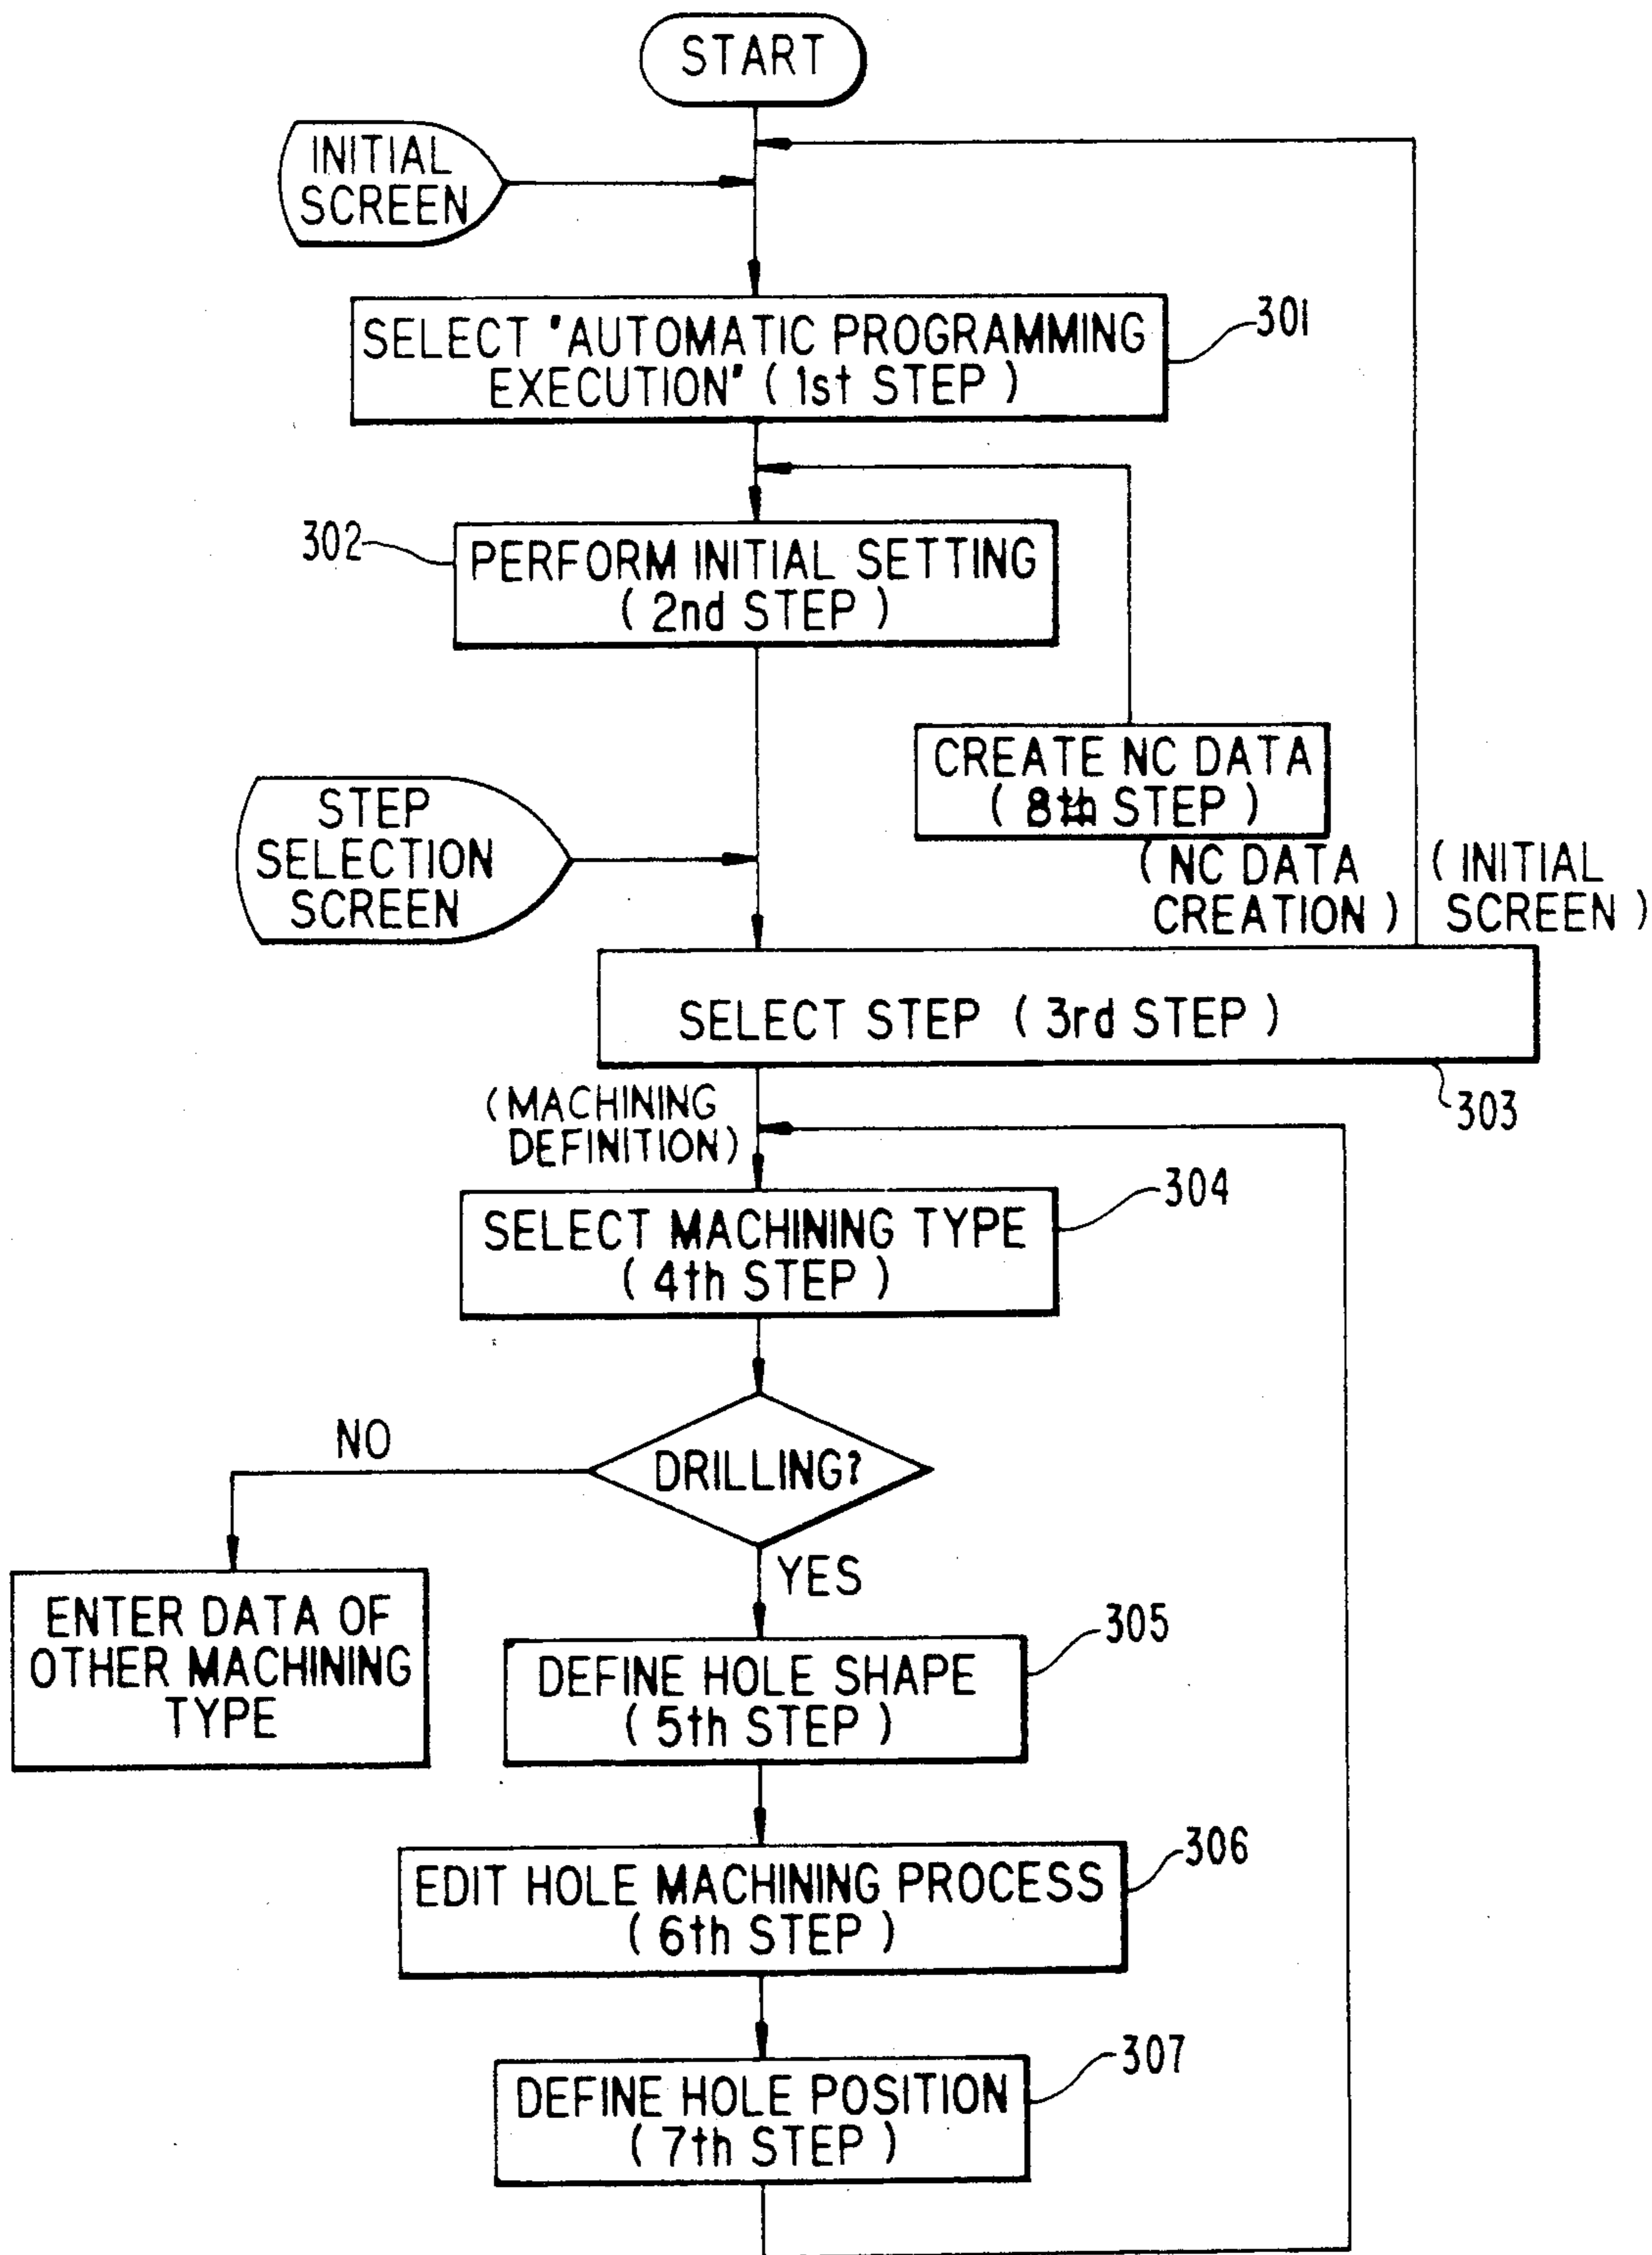 START
INITIAL
SCREEN
SELECT "AUTOMATIC PROGRAMMING
EXECUTION" ( 1st STEP )
301
302
PERFORM INITIAL SETTING
( 2nd STEP )
CREATE NC DATA
( 8th STEP )
STEP
SELECTION
SCREEN
( NC DATA
CREATION )
( INITIAL
SCREEN )
SELECT STEP ( 3rd STEP )
303
(MACHINING
DEFINITION)
304
SELECT MACHINING TYPE
( 4th STEP )
NO
DRILLING?
YES
ENTER DATA OF
OTHER MACHINING
TYPE
305
DEFINE HOLE SHAPE
( 5th STEP )
306
EDIT HOLE MACHINING PROCESS
( 6th STEP )
307
DEFINE HOLE POSITION
( 7th STEP )